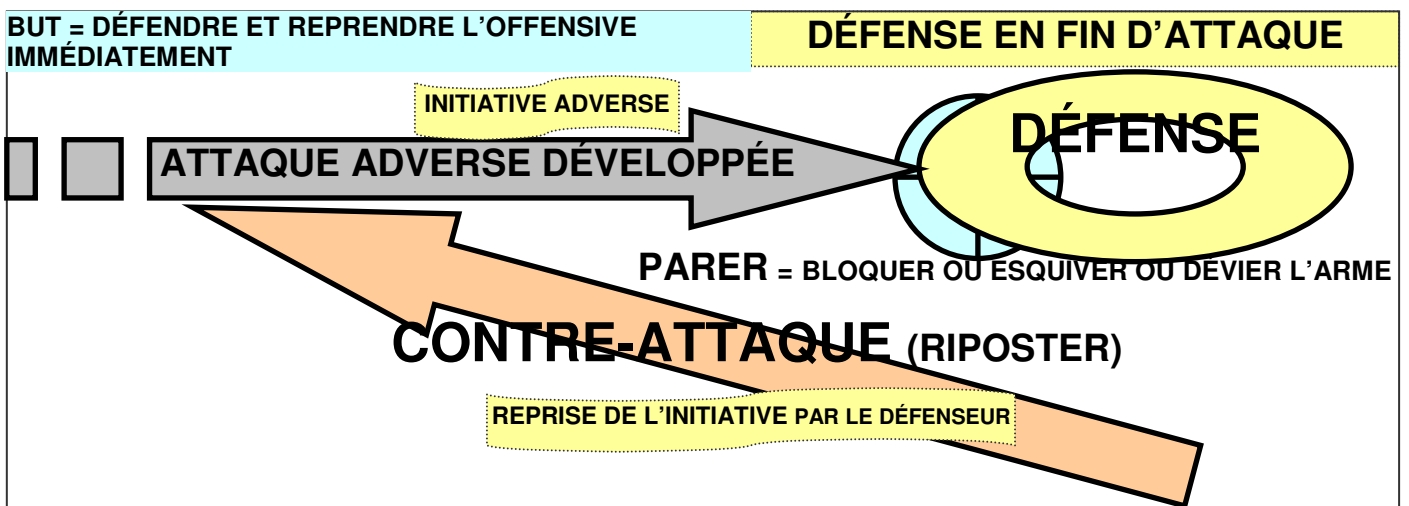 BUT = DÉFENDRE ET REPRENDRE L’OFFENSIVE
IMMÉDIATEMENT
DÉFENSE EN FIN D’ATTAQUE
INITIATIVE ADVERSE
DÉFENSE
ATTAQUE ADVERSE DÉVELOPPÉE
PARER = BLOQUER OU ESQUIVER OU DÉVIER L’ARME
CONTRE-ATTAQUE (RIPOSTER)
REPRISE DE L’INITIATIVE PAR LE DÉFENSEUR